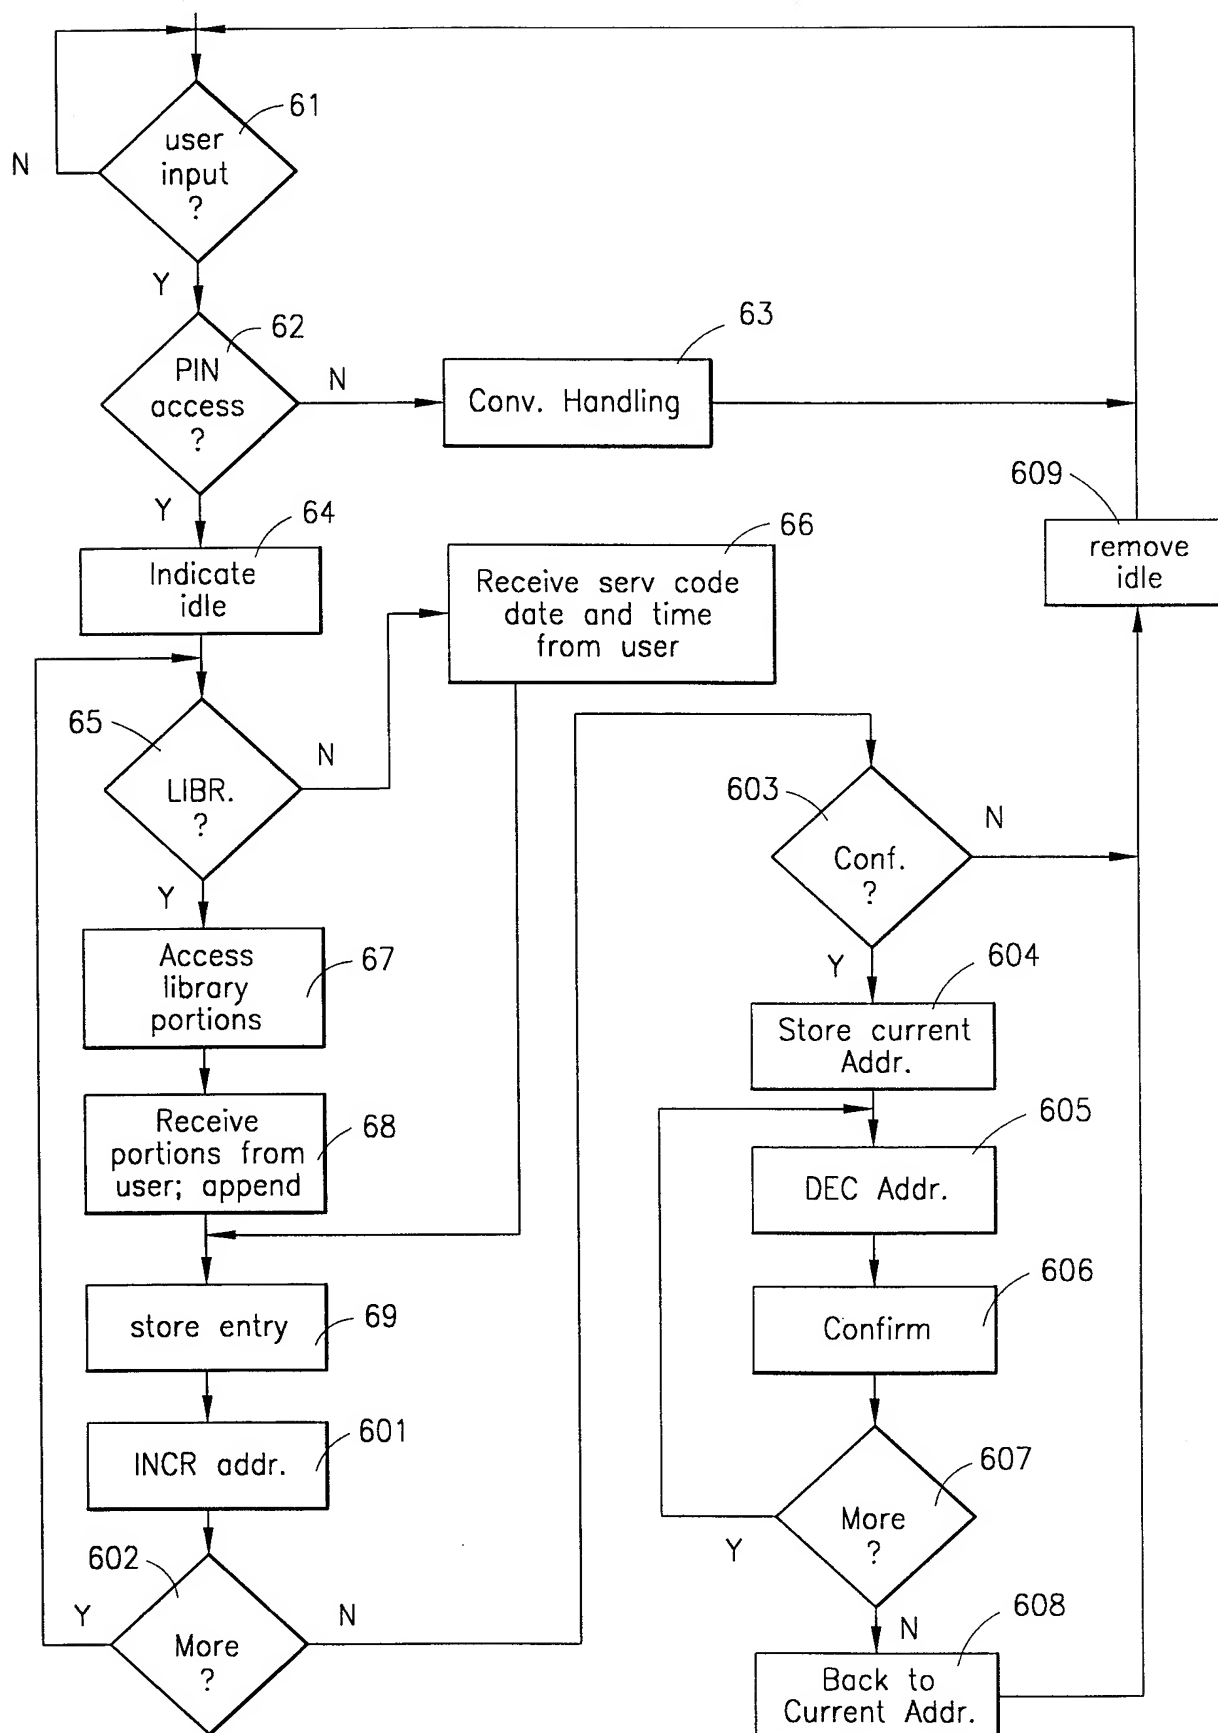 61
user
input
?
N
Y
62
PIN
access
?
N
63
Conv. Handling
Y
64
Indicate
idle
66
Receive serv code
date and time
from user
609
remove
idle
65
LIBR.
?
N
Y
67
Access
library
portions
68
Receive
portions from
user; append
69
store entry
601
INCR addr.
602
More
?
Y
N
603
Conf.
?
N
Y
604
Store current
Addr.
605
DEC Addr.
606
Confirm
607
More
?
Y
N
608
Back to
Current Addr.